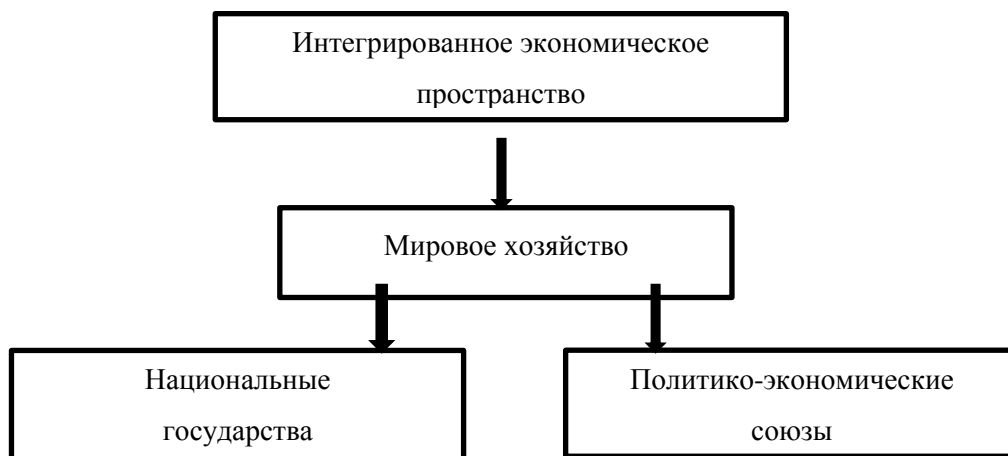 Интегрированное экономическое
пространство
Мировое хозяйство
Национальные
государства
Политико-экономические
союзы